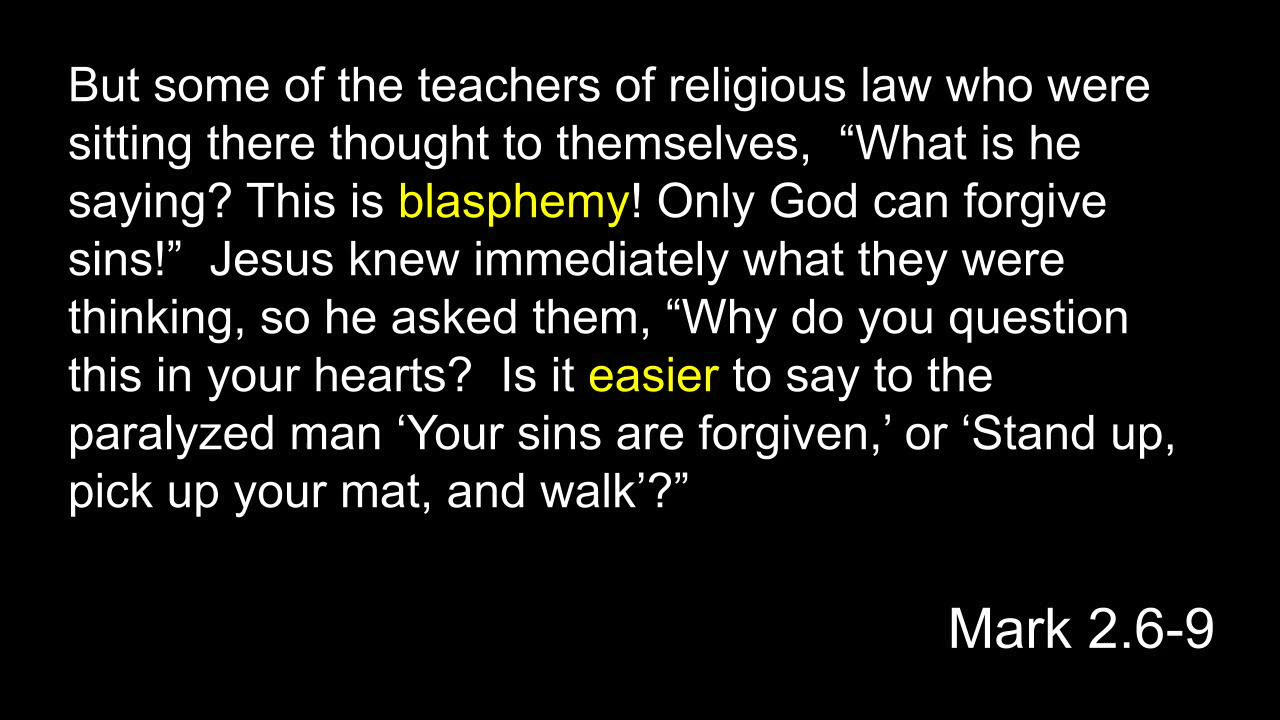 But some of the teachers of religious law who were
sitting there thought to themselves,  “What is he
saying? This is blasphemy! Only God can forgive
sins!”  Jesus knew immediately what they were
thinking, so he asked them, “Why do you question
this in your hearts?  Is it easier to say to the
paralyzed man ‘Your sins are forgiven,’ or ‘Stand up,
pick up your mat, and walk’?”
Mark 2.6-9